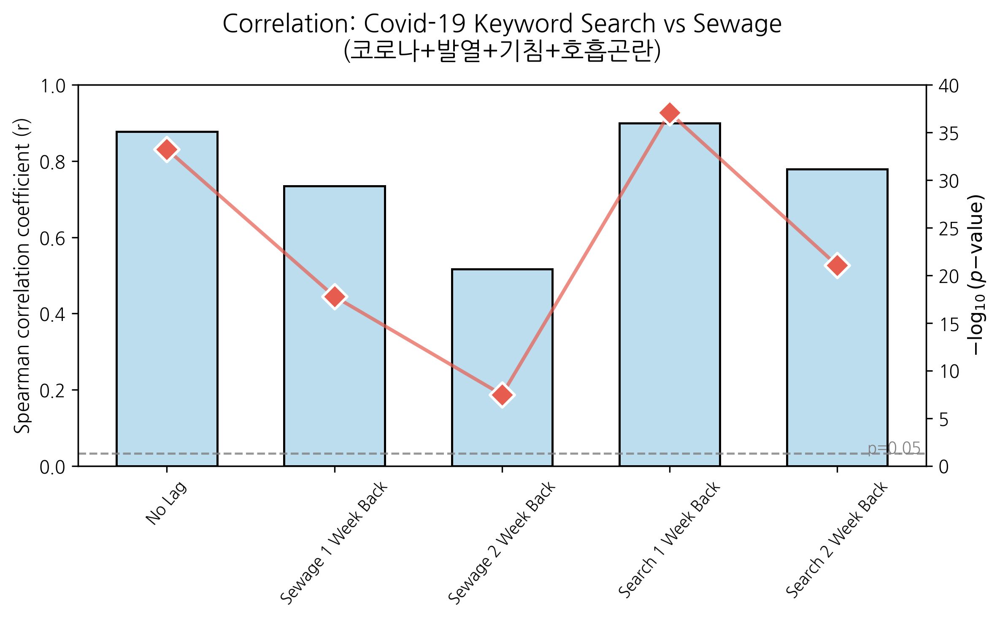 Correlation: Covid-19 Keyword Search vs Sewage
(코로나+발열+기침+호흡곤란)
Spearman correlation coefficient (r)
1.0
0.8
0.6
0.4
0.2
0.0
40
35
30
25
20
15
10
5
0
−log₁₀(p−value)
p=0.05
No Lag
Sewage 1 Week Back
Sewage 2 Week Back
Search 1 Week Back
Search 2 Week Back